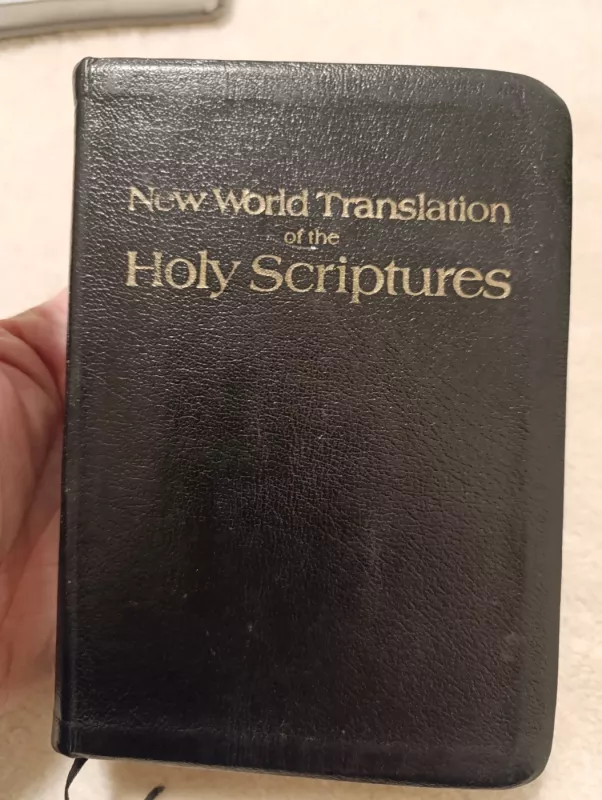 New World Translation
of the
Holy Scriptures